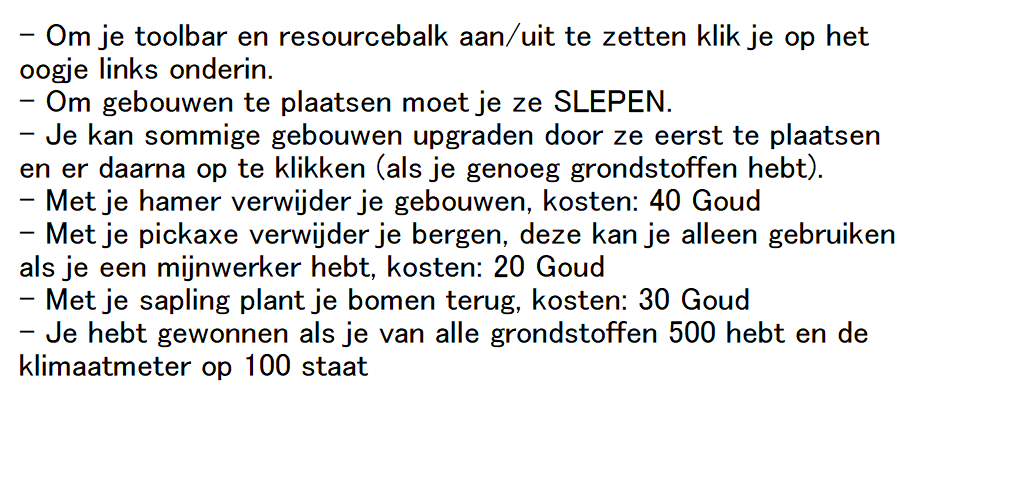 - Om je toolbar en resourcebalk aan/uit te zetten klik je op het
oogje links onderin.
- Om gebouwen te plaatsen moet je ze SLEPEN.
- Je kan sommige gebouwen upgraden door ze eerst te plaatsen
en er daarna op te klikken (als je genoeg grondstoffen hebt).
- Met je hamer verwijder je gebouwen, kosten: 40 Goud
- Met je pickaxe verwijder je bergen, deze kan je alleen gebruiken
als je een mijnwerker hebt, kosten: 20 Goud
- Met je sapling plant je bomen terug, kosten: 30 Goud
- Je hebt gewonnen als je van alle grondstoffen 500 hebt en de
klimaatmeter op 100 staat